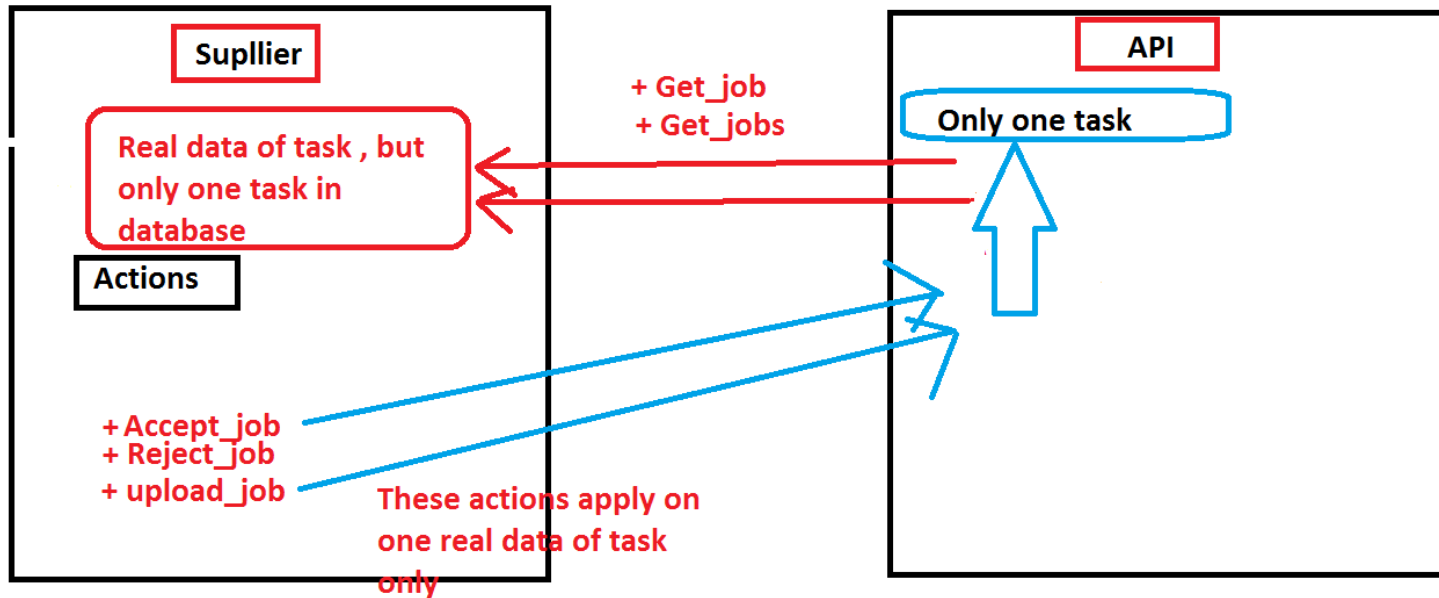 Supllier
API
+ Get_job
+ Get_jobs
Only one task
Real data of task , but
only one task in
database
Actions
+ Accept_job
+ Reject_job
+ upload_job
These actions apply on
one real data of task
only